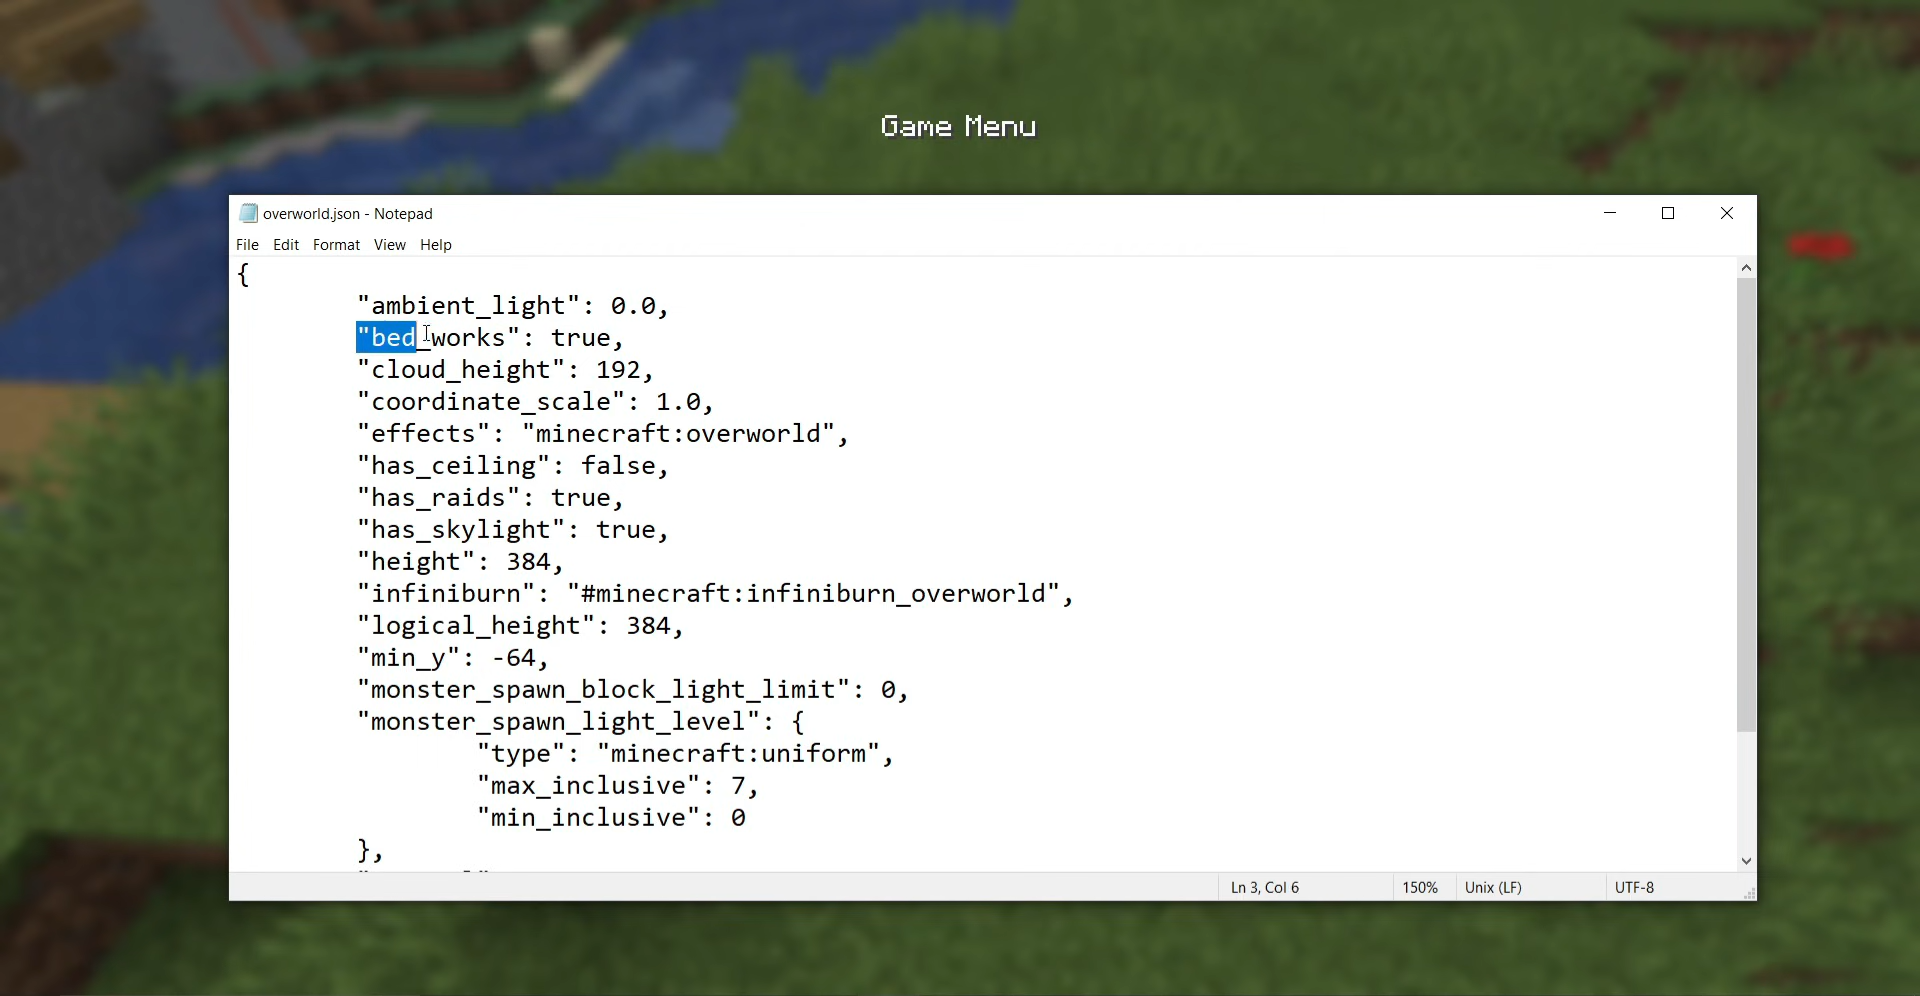 Game Menu
overworld.json - Notepad
File Edit Format View Help
{
"ambient_light": 0.0,
"bed_works": true,
"cloud_height": 192,
"coordinate_scale": 1.0,
"effects": "minecraft:overworld",
"has_ceiling": false,
"has_raids": true,
"has_skylight": true,
"height": 384,
"infiniburn": "#minecraft:infiniburn_overworld",
"logical_height": 384,
"min_y": -64,
"monster_spawn_block_light_limit": 0,
"monster_spawn_light_level": {
"type": "minecraft:uniform",
"max_inclusive": 7,
"min_inclusive": 0
},
Ln 3, Col 6 150% Unix (LF) UTF-8